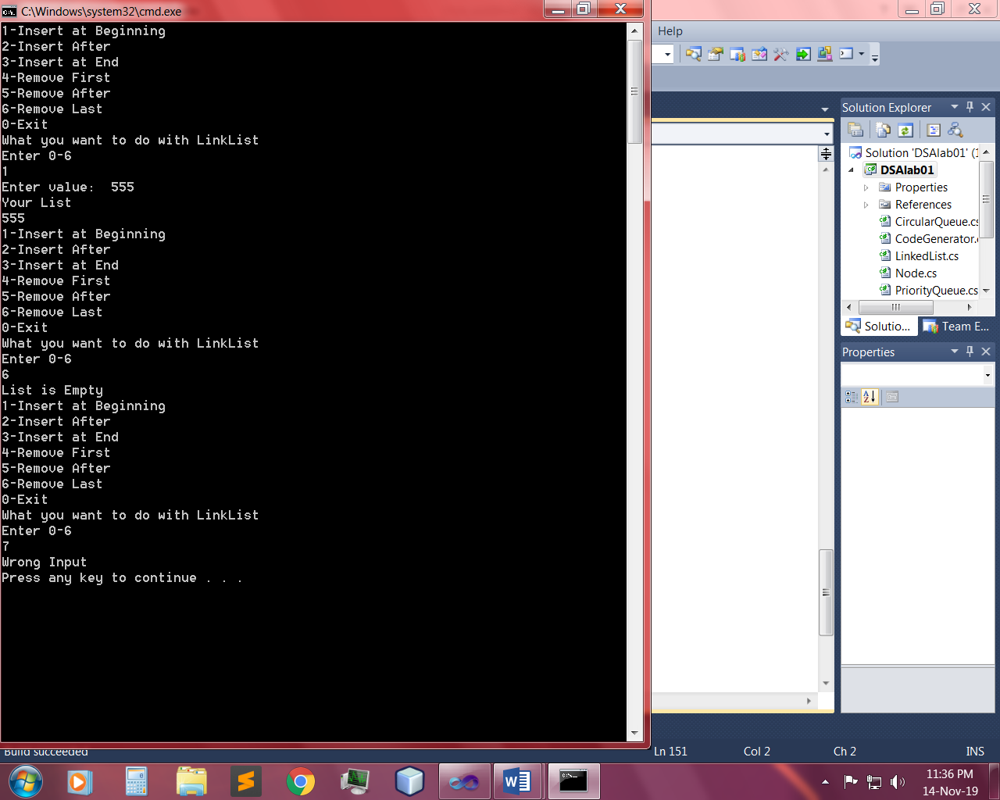 C:\Windows\system32\cmd.exe
1-Insert at Beginning
2-Insert After
3-Insert at End
4-Remove First
5-Remove After
6-Remove Last
0-Exit
What you want to do with LinkList
Enter 0-6
1
Enter value:  555
Your List
555
1-Insert at Beginning
2-Insert After
3-Insert at End
4-Remove First
5-Remove After
6-Remove Last
0-Exit
What you want to do with LinkList
Enter 0-6
6
List is Empty
1-Insert at Beginning
2-Insert After
3-Insert at End
4-Remove First
5-Remove After
6-Remove Last
0-Exit
What you want to do with LinkList
Enter 0-6
7
Wrong Input
Press any key to continue . . .
Help
Solution Explorer
Solution 'DSAlab01' (1
DSAlab01
Properties
References
CircularQueue.cs
CodeGenerator.c
LinkedList.cs
Node.cs
PriorityQueue.cs
Solutio... Team E...
Properties
Build succeeded
Ln 151 Col 2 Ch 2 INS
11:36 PM
14-Nov-19